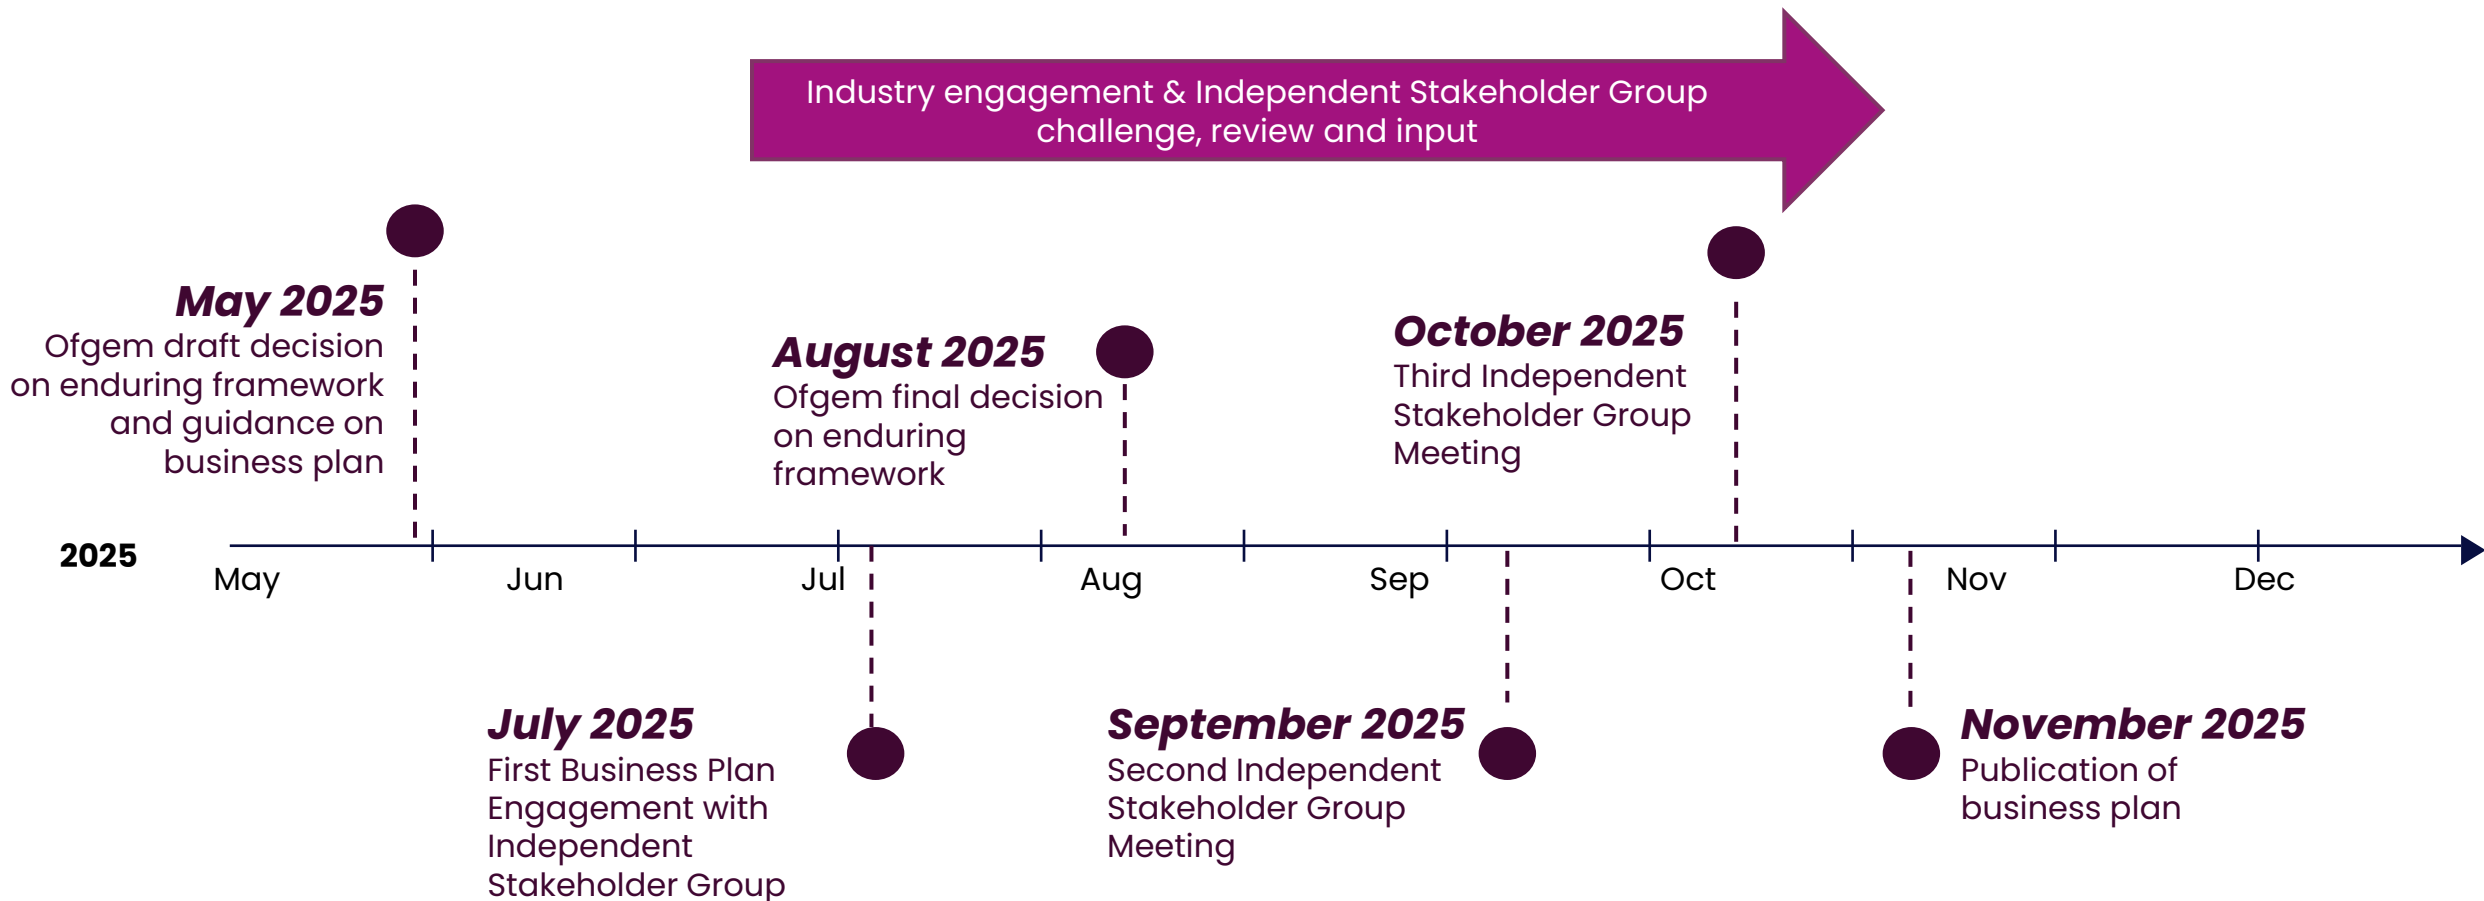 Industry engagement & Independent Stakeholder Group
challenge, review and input
May 2025
Ofgem draft decision
on enduring framework
and guidance on
business plan
August 2025
Ofgem final decision
on enduring
framework
October 2025
Third Independent
Stakeholder Group
Meeting
2025
May
Jun
Jul
Aug
Sep
Oct
Nov
Dec
July 2025
First Business Plan
Engagement with
Independent
Stakeholder Group
September 2025
Second Independent
Stakeholder Group
Meeting
November 2025
Publication of
business plan